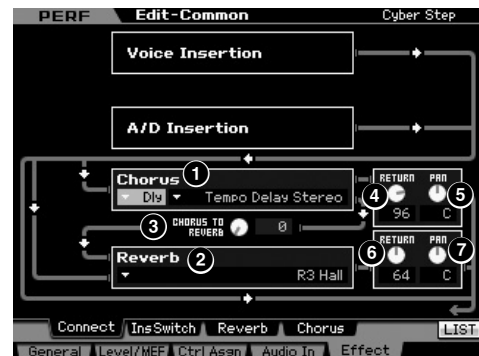 PERF Edit-Common Cyber Step
Voice Insertion
A/D Insertion
Chorus 1
Dly Tempo Delay Stereo
RETURN PAN
4 5
96 C
3 CHORUS TO REVERB 0
Reverb 2
R3 Hall
RETURN PAN
6 7
64 C
Connect InsSwitch Reverb Chorus LIST
General Level/MEF Ctrl Asgn Audio In Effect